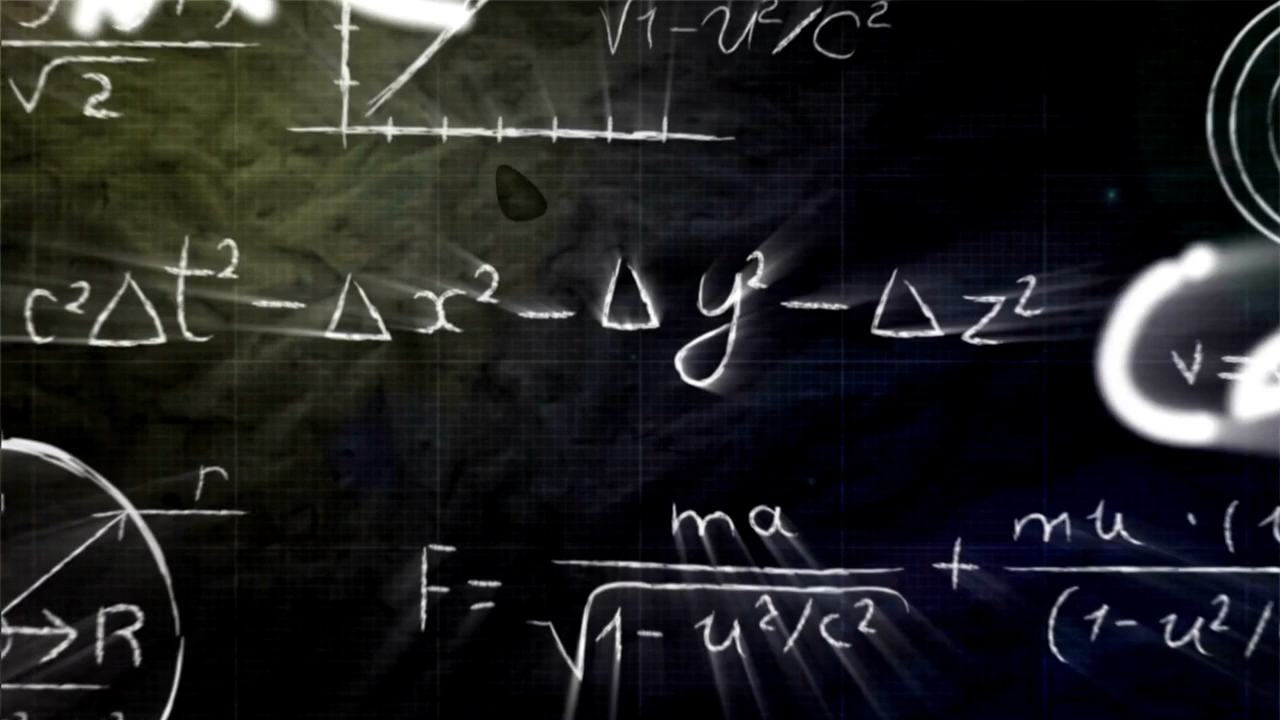 √2
√1-u²/c²
c²Δt²-Δx²-Δy²-Δz²
v=
r
ma mu·(
F= +
√1-u²/c² (1-u²/
→R